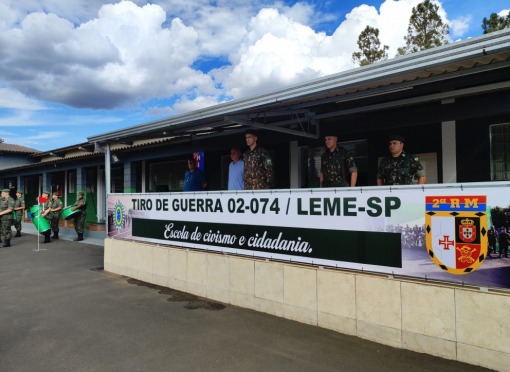 TIRO DE GUERRA 02-074 / LEME-SP
Escola de civismo e cidadania.
2ª R M